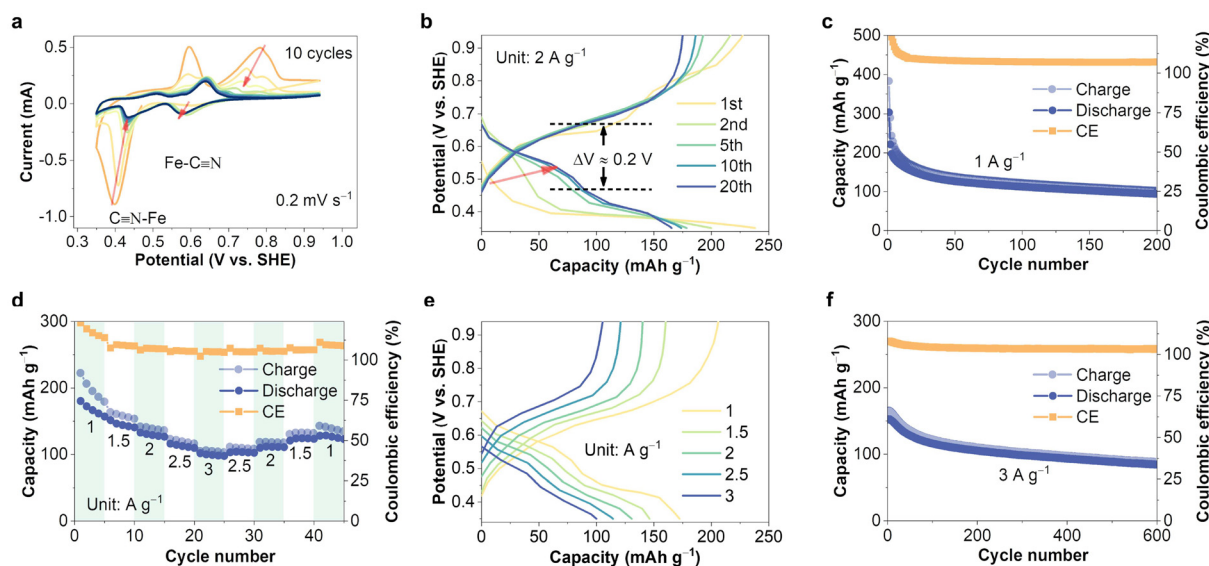 a
10 cycles
Fe-C≡N
C≡N-Fe
0.2 mV s⁻¹
Current (mA)
0.5
0.0
-0.5
-1.0
0.3 0.4 0.5 0.6 0.7 0.8 0.9 1.0
Potential (V vs. SHE)
b
Unit: 2 A g⁻¹
1st
2nd
5th
10th
20th
ΔV ≈ 0.2 V
Potential (V vs. SHE)
0.9
0.8
0.7
0.6
0.5
0.4
0 50 100 150 200 250
Capacity (mAh g⁻¹)
c
Charge
Discharge
CE
1 A g⁻¹
Capacity (mAh g⁻¹)
500
400
300
200
100
0
Coulombic efficiency (%)
100
75
50
25
0
0 50 100 150 200
Cycle number
d
Charge
Discharge
CE
1 1.5 2 2.5 3 2.5 2 1.5 1
Unit: A g⁻¹
Capacity (mAh g⁻¹)
300
200
100
0
Coulombic efficiency (%)
100
50
0
0 10 20 30 40
Cycle number
e
Unit: A g⁻¹
1
1.5
2
2.5
3
Potential (V vs. SHE)
0.9
0.8
0.7
0.6
0.5
0.4
0 50 100 150 200 250
Capacity (mAh g⁻¹)
f
Charge
Discharge
CE
3 A g⁻¹
Capacity (mAh g⁻¹)
300
200
100
0
Coulombic efficiency (%)
100
50
0
0 200 400 600
Cycle number